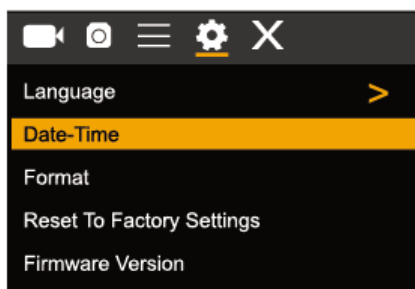 Language >
Date-Time
Format
Reset To Factory Settings
Firmware Version